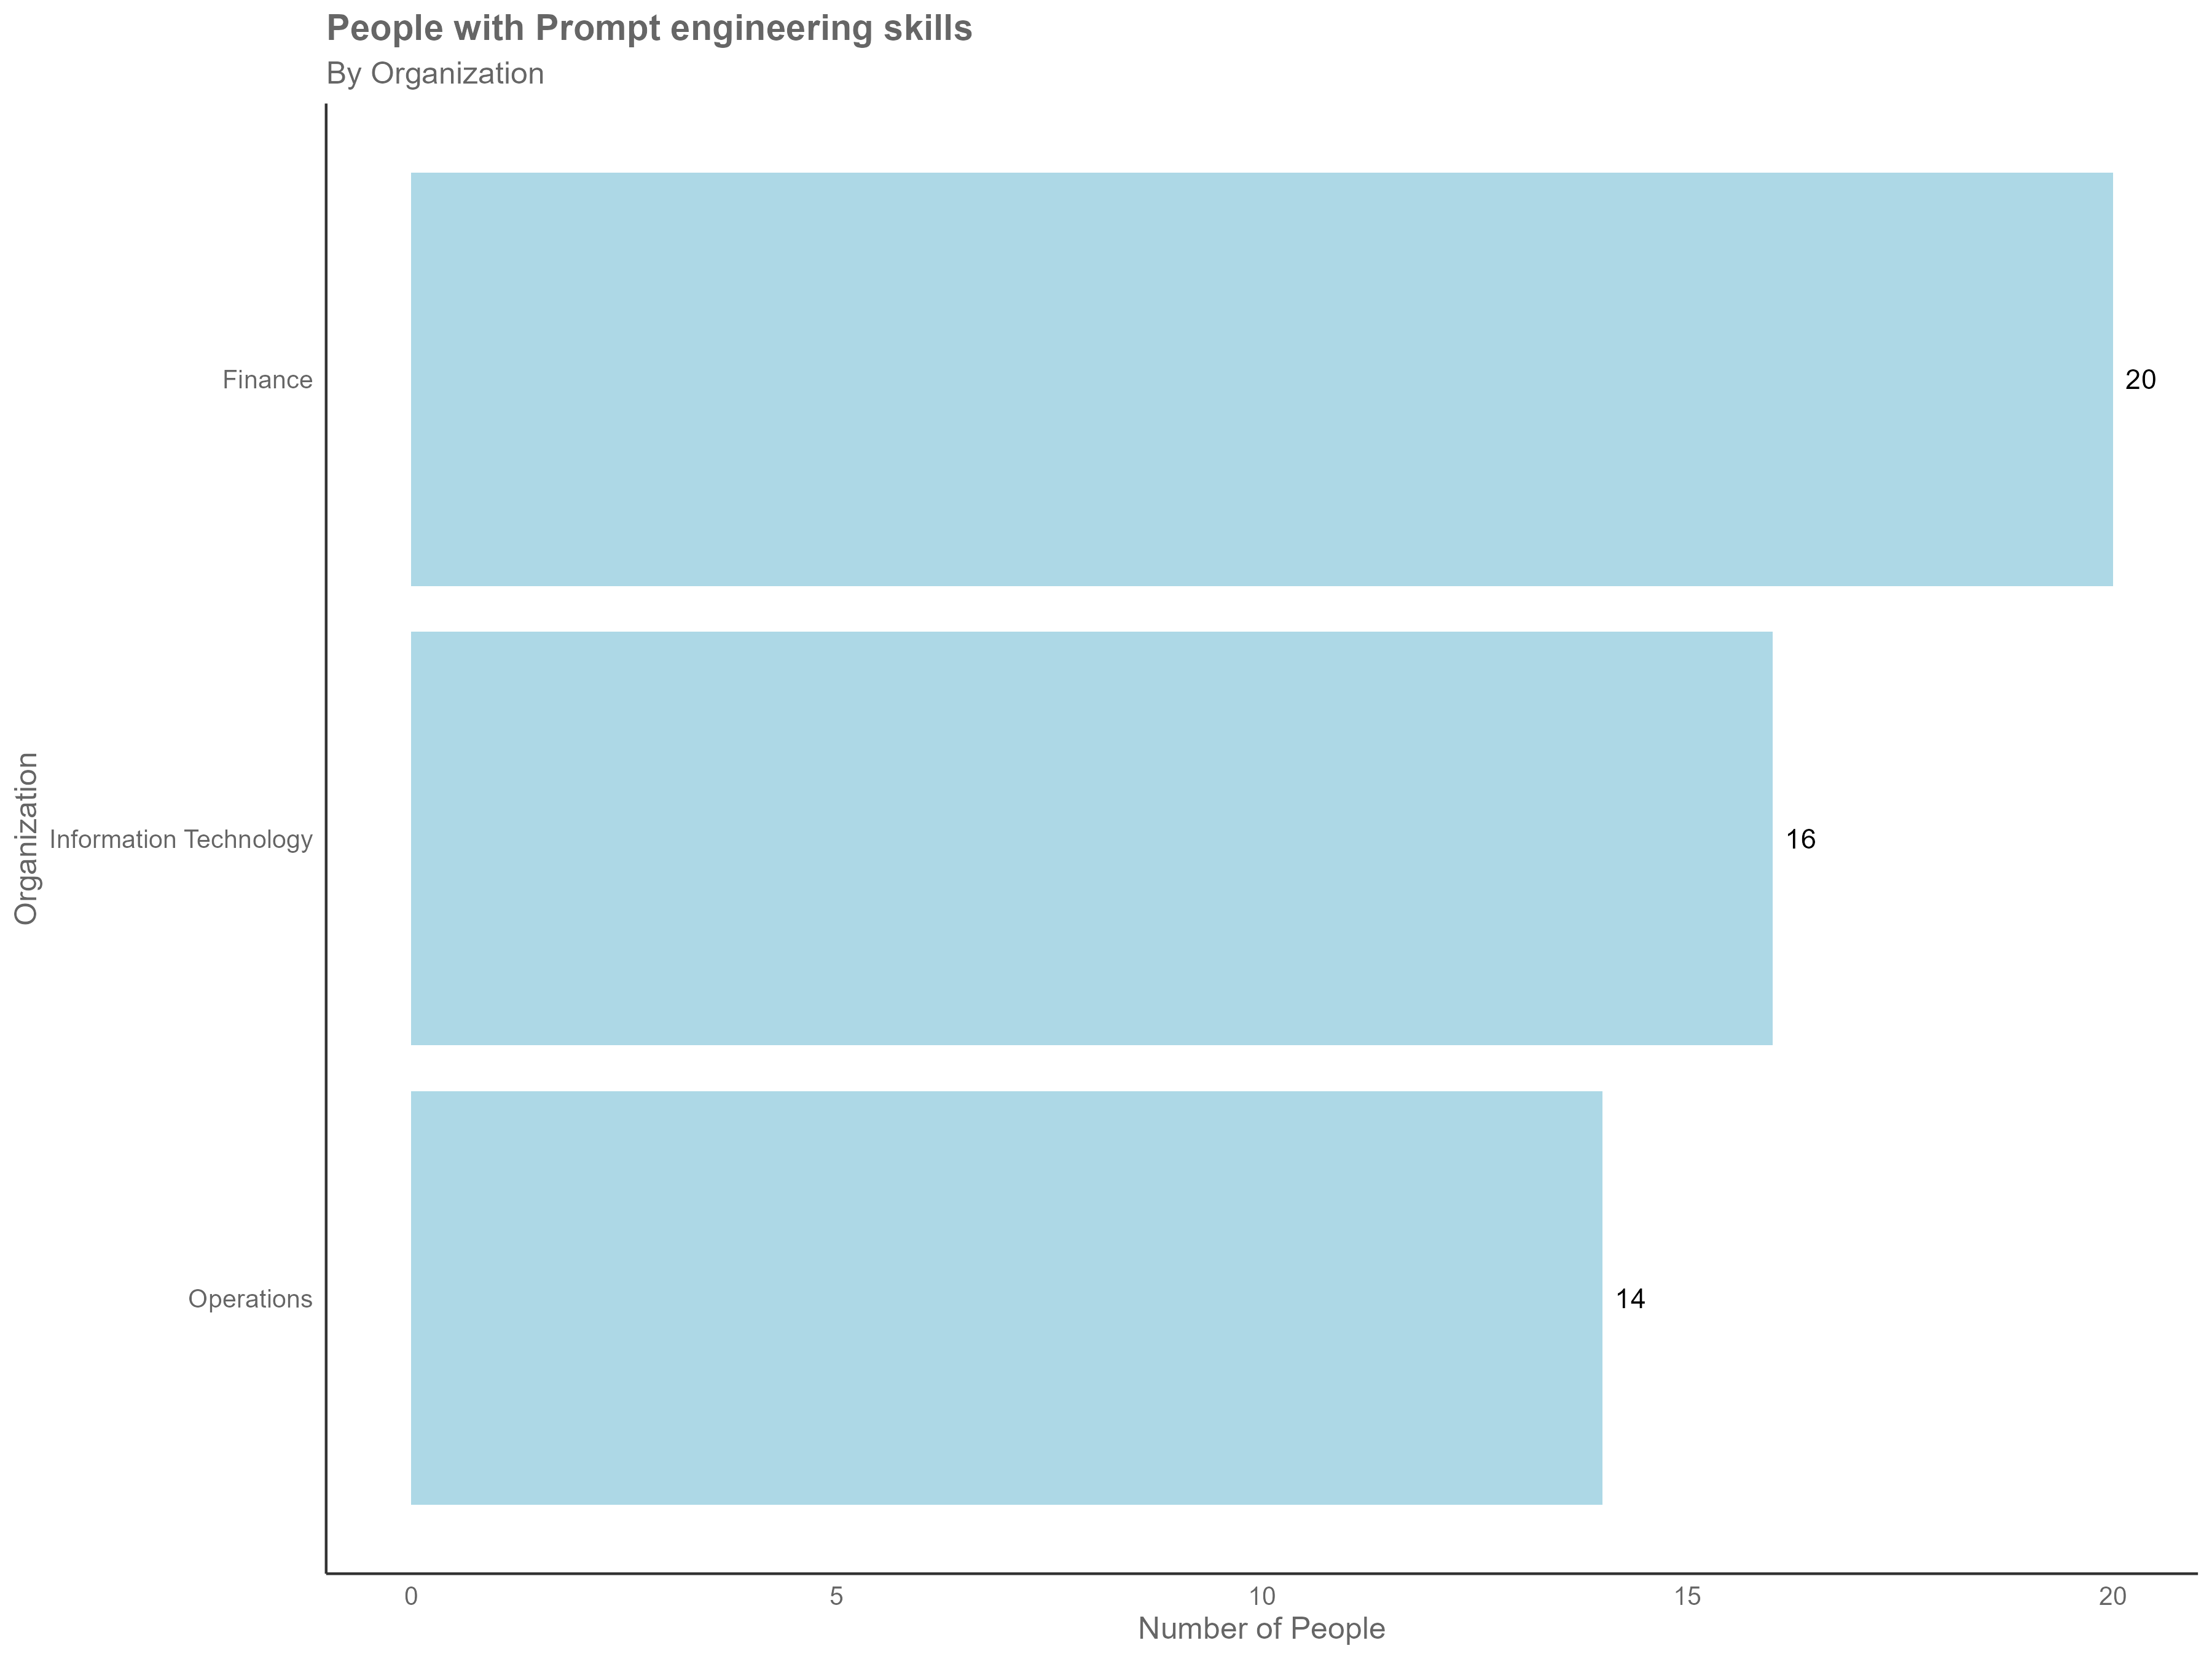 People with Prompt engineering skills
By Organization
Finance
20
Organization
Information Technology
16
Operations
14
0 5 10 15 20
Number of People